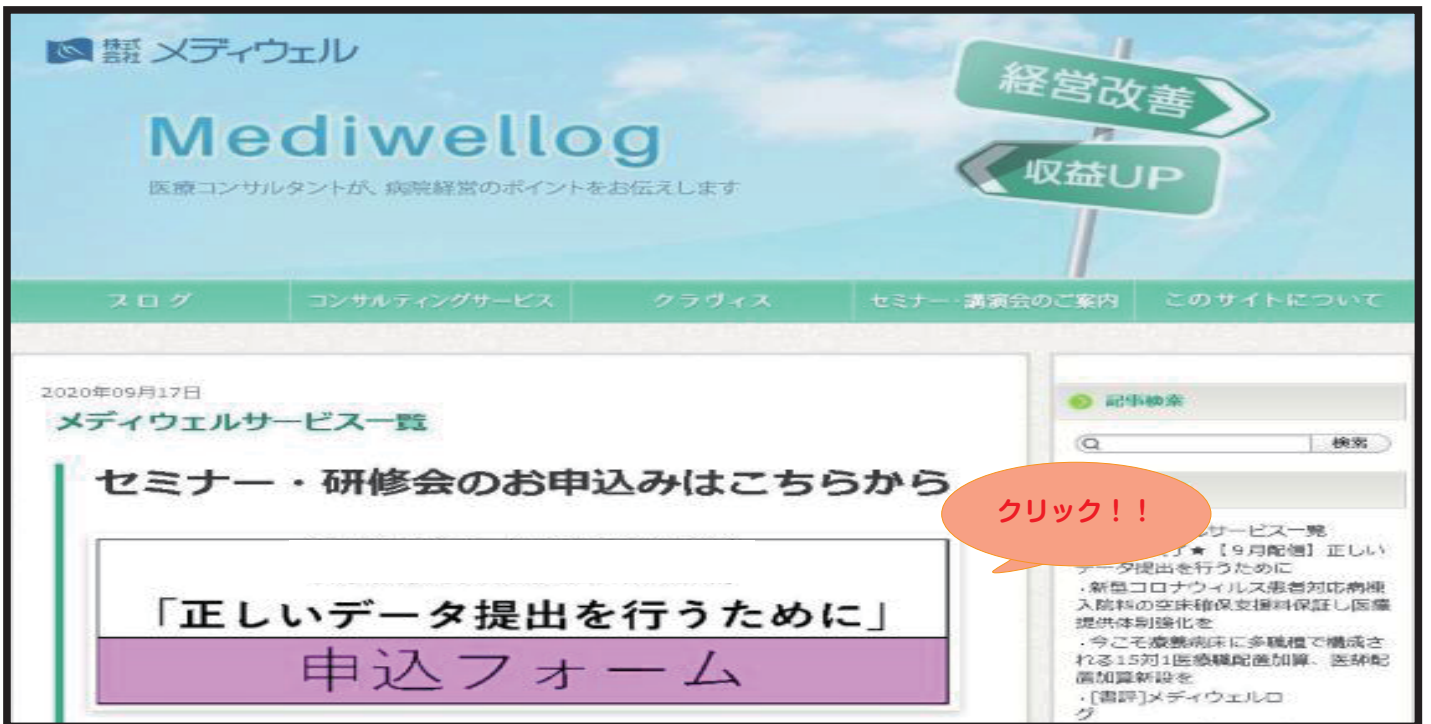 株式会社 メディウェル
経営改善
収益UP
Mediwellog
医療コンサルタントが、病院経営のポイントをお伝えします
ブログ コンサルティングサービス クラヴィス セミナー・講演会のご案内 このサイトについて
2020年09月17日
メディウェルサービス一覧
セミナー・研修会のお申込みはこちらから
「正しいデータ提出を行うために」
申込フォーム
クリック！！
記事検索
検索
サービス一覧
★【9月配信】正しい
データ提出を行うために
・新型コロナウィルス患者対応病棟
入院料の空床確保支援料保証し医療
提供体制強化を
・今こそ療養病床に多職種で構成さ
れる15対1医療職配置加算、医師配
置加算新設を
・[書評]メディウェルロ
グ